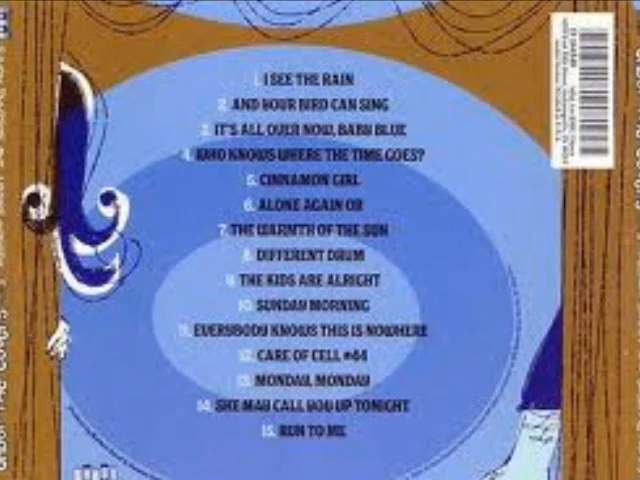 1. I SEE THE RAIN
2. AND YOUR BIRD CAN SING
3. IT'S ALL OVER NOW, BABY BLUE
4. WHO KNOWS WHERE THE TIME GOES?
5. CINNAMON GIRL
6. ALONE AGAIN OR
7. THE WARMTH OF THE SUN
8. DIFFERENT DRUM
9. THE KIDS ARE ALRIGHT
10. SUNDAY MORNING
11. EVERYBODY KNOWS THIS IS NOWHERE
12. CARE OF CELL #44
13. MONDAY, MONDAY
14. SHE MAY CALL YOU UP TONIGHT
15. RUN TO ME